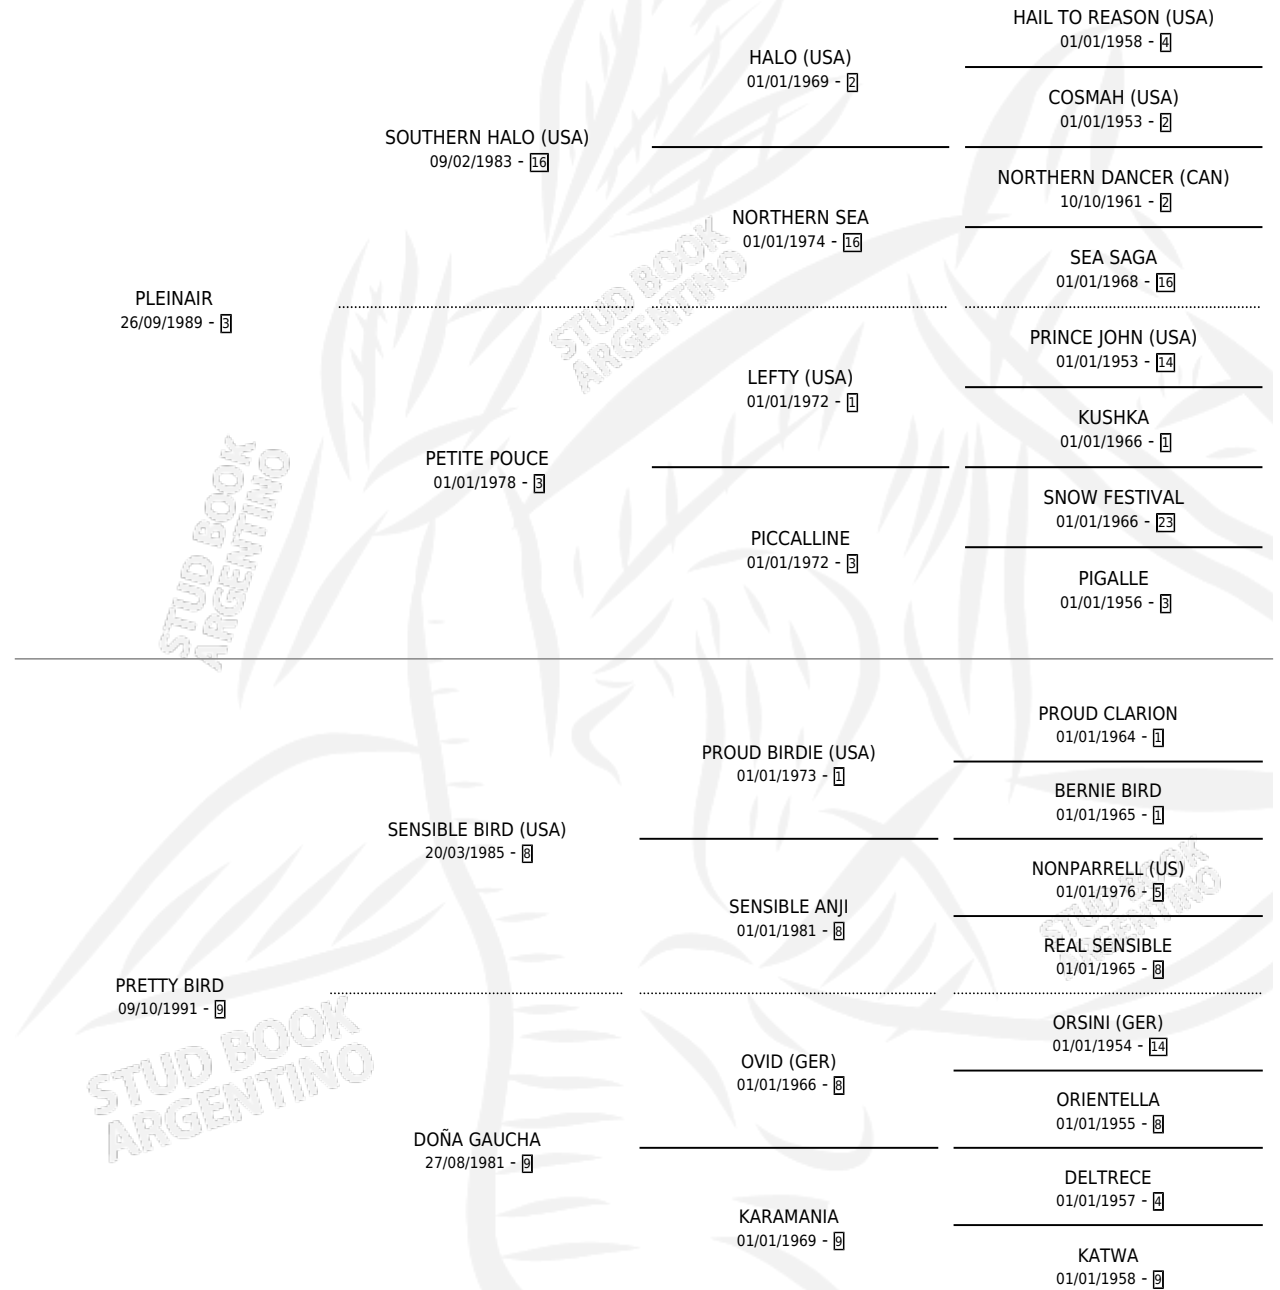 HAIL TO REASON (USA)
01/01/1958 - 4
HALO (USA)
01/01/1969 - 2
COSMAH (USA)
01/01/1953 - 2
SOUTHERN HALO (USA)
09/02/1983 - 16
NORTHERN DANCER (CAN)
10/10/1961 - 2
NORTHERN SEA
01/01/1974 - 16
SEA SAGA
01/01/1968 - 16
PLEINAIR
26/09/1989 - 3
PRINCE JOHN (USA)
01/01/1953 - 14
LEFTY (USA)
01/01/1972 - 1
KUSHKA
01/01/1966 - 1
PETITE POUCE
01/01/1978 - 3
SNOW FESTIVAL
01/01/1966 - 23
PICCALLINE
01/01/1972 - 3
PIGALLE
01/01/1956 - 3
PROUD CLARION
01/01/1964 - 1
PROUD BIRDIE (USA)
01/01/1973 - 1
BERNIE BIRD
01/01/1965 - 1
SENSIBLE BIRD (USA)
20/03/1985 - 8
NONPARRELL (US)
01/01/1976 - 5
SENSIBLE ANJI
01/01/1981 - 8
REAL SENSIBLE
01/01/1965 - 8
PRETTY BIRD
09/10/1991 - 9
ORSINI (GER)
01/01/1954 - 14
OVID (GER)
01/01/1966 - 8
ORIENTELLA
01/01/1955 - 8
DOÑA GAUCHA
27/08/1981 - 9
DELTRECE
01/01/1957 - 4
KARAMANIA
01/01/1969 - 9
KATWA
01/01/1958 - 9
STUD BOOK
ARGENTINO
STUD BOOK
ARGENTINO
STUD BOOK
ARGENTINO
STUD BOOK
ARGENTINO